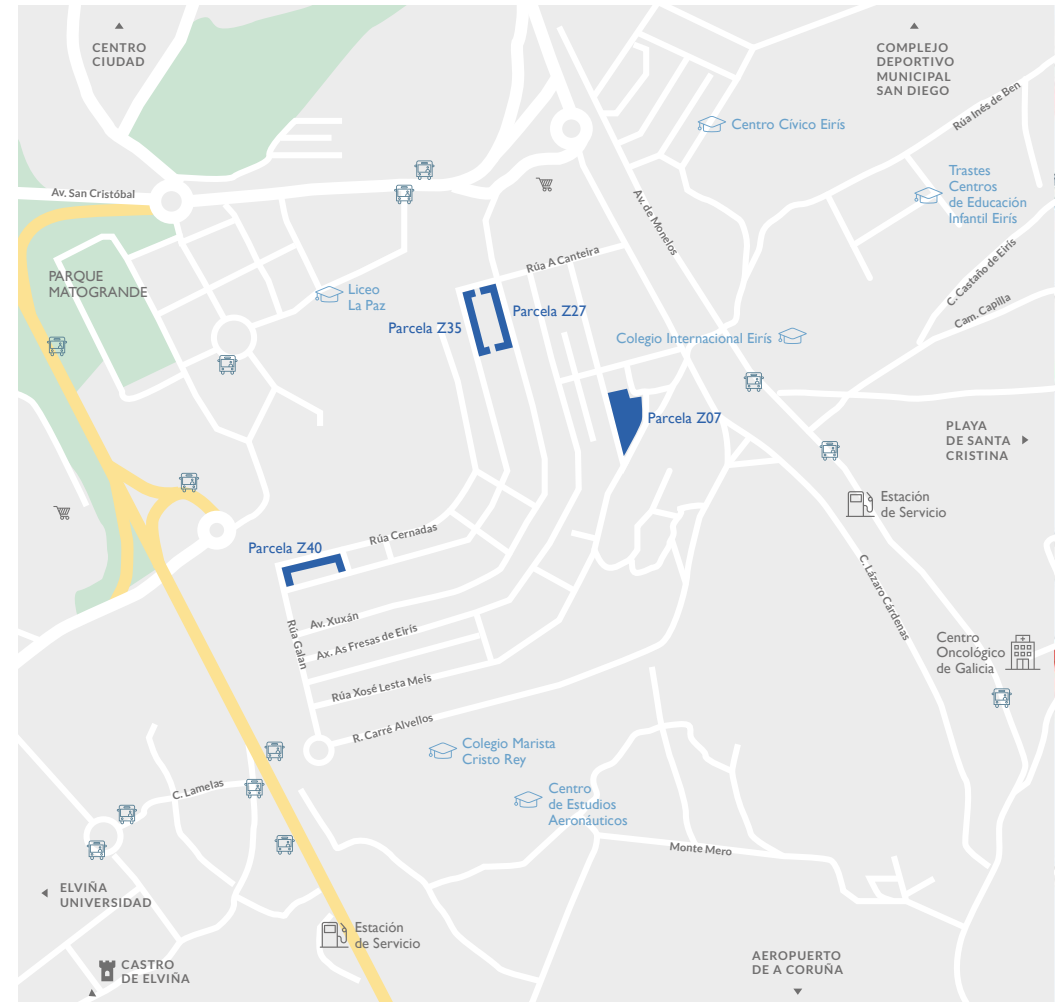 CENTRO
CIUDAD
COMPLEJO
DEPORTIVO
MUNICIPAL
SAN DIEGO
Rúa Inés de Ben
Centro Cívico Eirís
Trastes
Centros
de Educación
Infantil Eirís
Av. San Cristóbal
Av. de Monelos
Rúa A Canteira
C. Castaño de Eirís
Cam. Capilla
PARQUE
MATOGRANDE
Liceo
La Paz
Parcela Z35
Parcela Z27
Colegio Internacional Eirís
Parcela Z07
PLAYA
DE SANTA
CRISTINA
Estación
de Servicio
Rúa Cernadas
Parcela Z40
C. Lázaro Cárdenas
Av. Xuxán
Rúa Galan
Ax. As Fresas de Eirís
Centro
Oncológico
de Galicia
Rúa Xosé Lesta Meis
R. Carré Alvellos
Colegio Marista
Cristo Rey
C. Lamelas
Centro
de Estudios
Aeronáuticos
Monte Mero
ELVIÑA
UNIVERSIDAD
Estación
de Servicio
CASTRO
DE ELVIÑA
AEROPUERTO
DE A CORUÑA